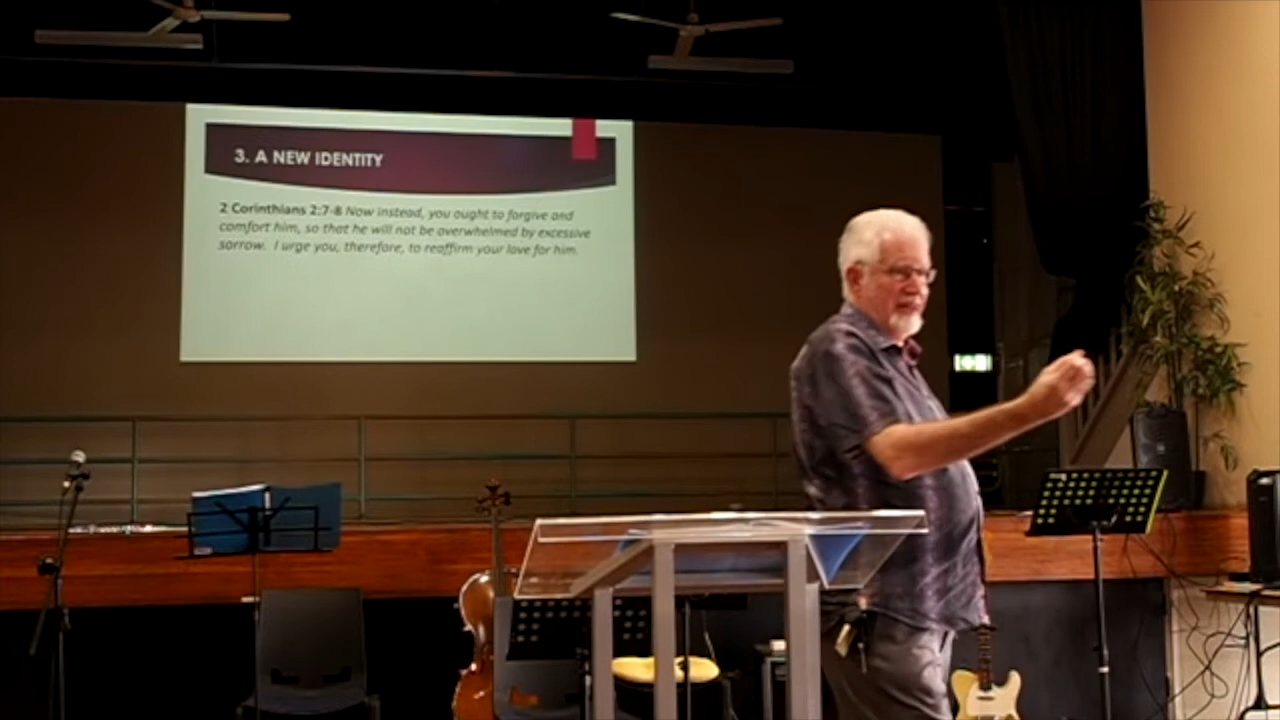 3. A NEW IDENTITY
2 Corinthians 2:7-8 Now instead, you ought to forgive and
comfort him, so that he will not be overwhelmed by excessive
sorrow. I urge you, therefore, to reaffirm your love for him.